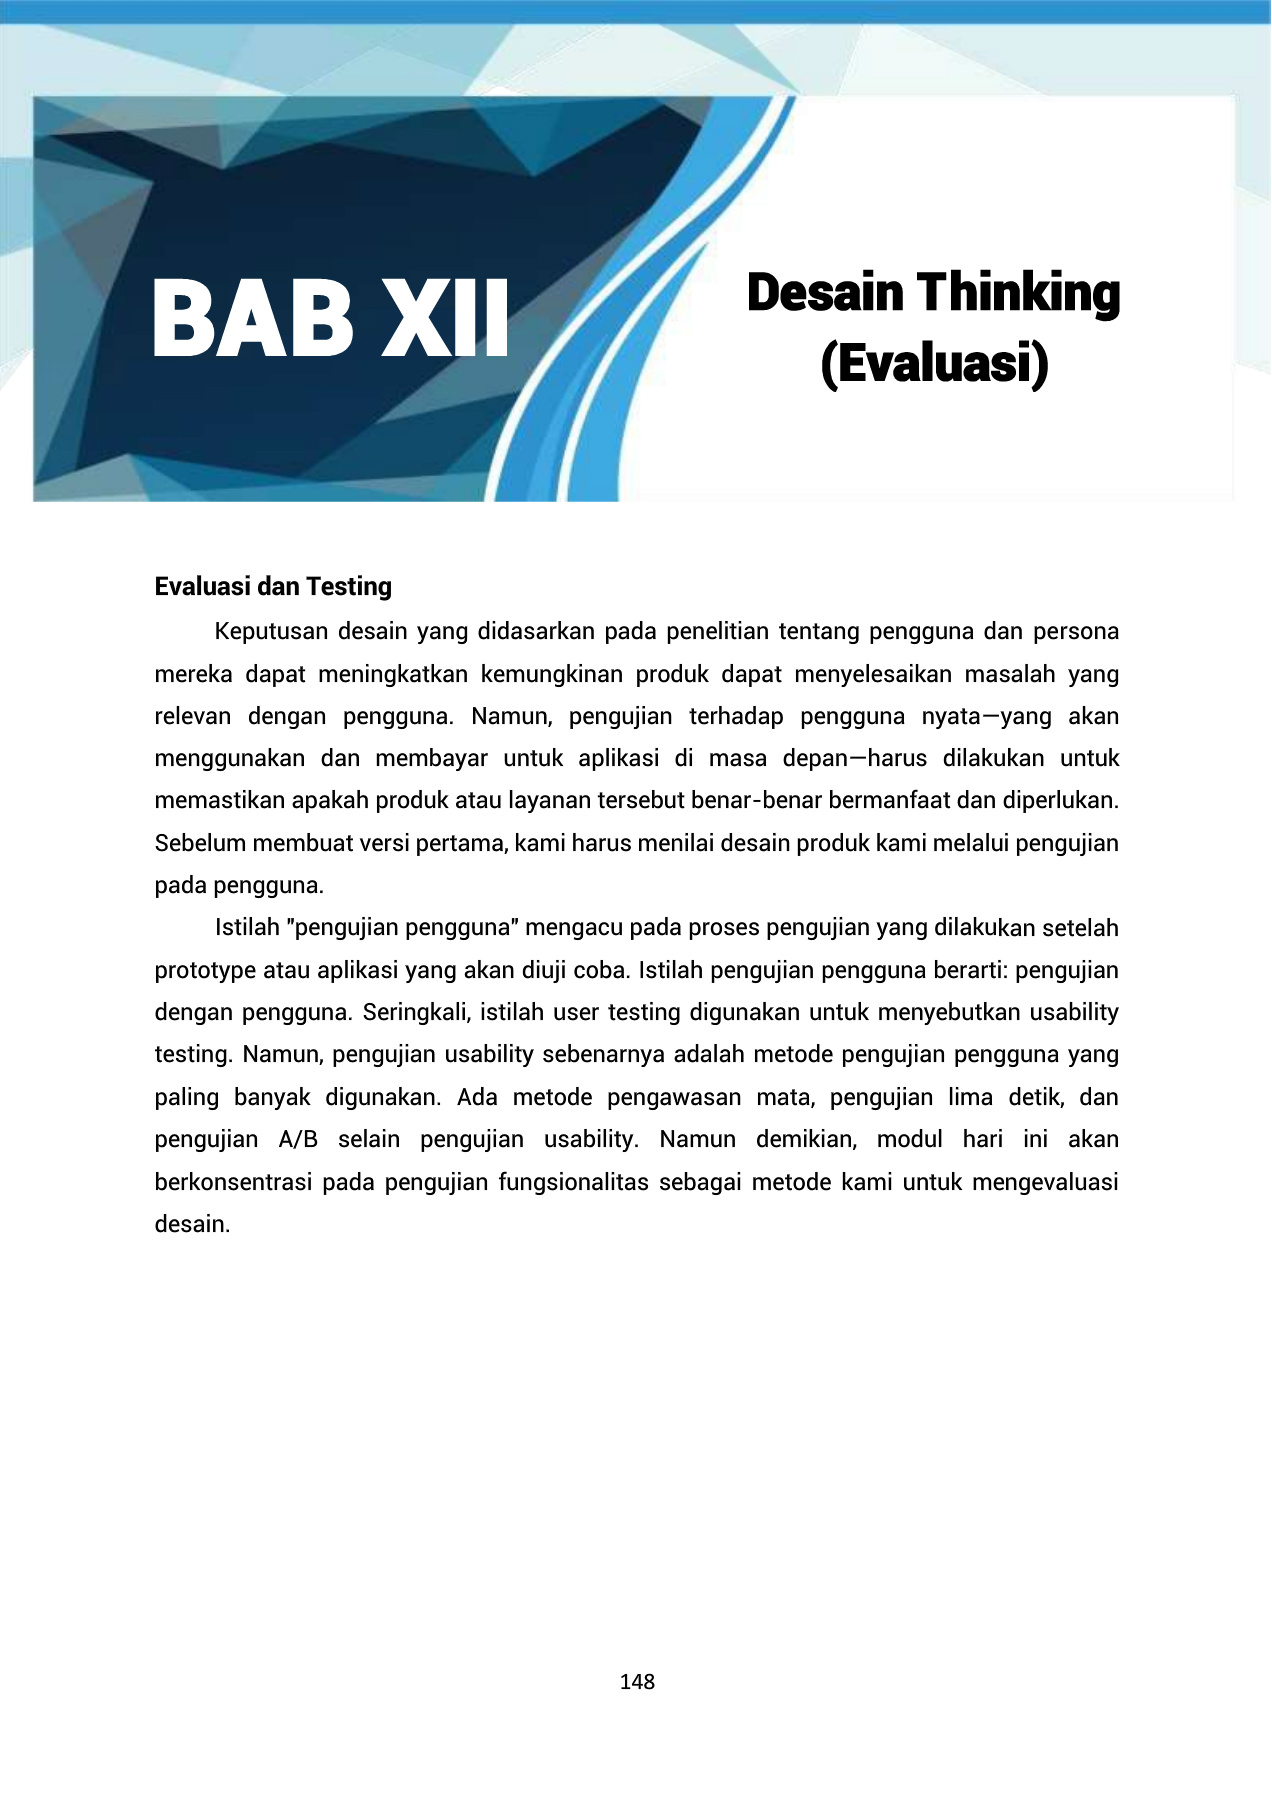 BAB XII
Desain Thinking
(Evaluasi)
Evaluasi dan Testing
Keputusan desain yang didasarkan pada penelitian tentang pengguna dan persona
mereka dapat meningkatkan kemungkinan produk dapat menyelesaikan masalah yang
relevan dengan pengguna. Namun, pengujian terhadap pengguna nyata—yang akan
menggunakan dan membayar untuk aplikasi di masa depan—harus dilakukan untuk
memastikan apakah produk atau layanan tersebut benar-benar bermanfaat dan diperlukan.
Sebelum membuat versi pertama, kami harus menilai desain produk kami melalui pengujian
pada pengguna.
Istilah "pengujian pengguna" mengacu pada proses pengujian yang dilakukan setelah
prototype atau aplikasi yang akan diuji coba. Istilah pengujian pengguna berarti: pengujian
dengan pengguna. Seringkali, istilah user testing digunakan untuk menyebutkan usability
testing. Namun, pengujian usability sebenarnya adalah metode pengujian pengguna yang
paling banyak digunakan. Ada metode pengawasan mata, pengujian lima detik, dan
pengujian A/B selain pengujian usability. Namun demikian, modul hari ini akan
berkonsentrasi pada pengujian fungsionalitas sebagai metode kami untuk mengevaluasi
desain.
148